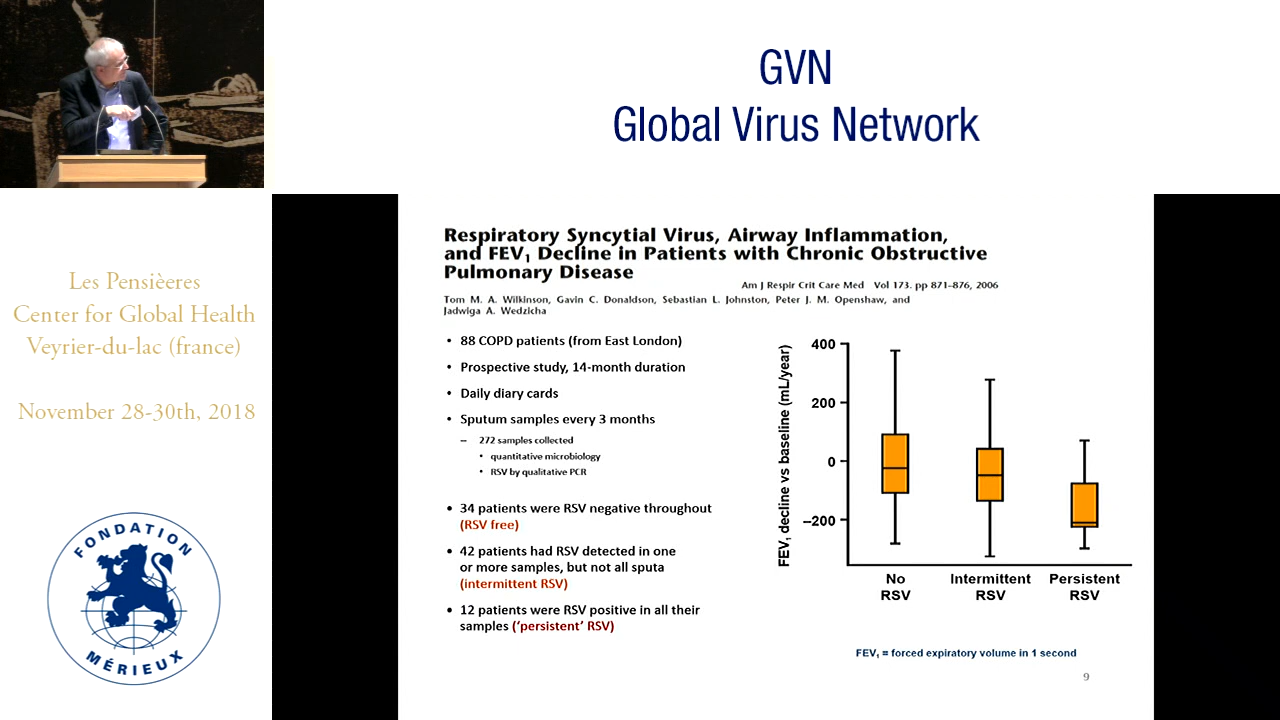 GVN
Global Virus Network
Les Pensièeres
Center for Global Health
Veyrier-du-lac (france)
November 28-30th, 2018
FONDATION
MÉRIEUX
Respiratory Syncytial Virus, Airway Inflammation,
and FEV₁ Decline in Patients with Chronic Obstructive
Pulmonary Disease
Am J Respir Crit Care Med Vol 173. pp 871–876, 2006
Tom M. A. Wilkinson, Gavin C. Donaldson, Sebastian L. Johnston, Peter J. M. Openshaw, and
Jadwiga A. Wedzicha
• 88 COPD patients (from East London)
• Prospective study, 14-month duration
• Daily diary cards
• Sputum samples every 3 months
– 272 samples collected
• quantitative microbiology
• RSV by qualitative PCR
• 34 patients were RSV negative throughout
(RSV free)
• 42 patients had RSV detected in one
or more samples, but not all sputa
(intermittent RSV)
• 12 patients were RSV positive in all their
samples (‘persistent’ RSV)
FEV₁ decline vs baseline (mL/year)
400
200
0
–200
No
RSV
Intermittent
RSV
Persistent
RSV
FEV₁ = forced expiratory volume in 1 second
9